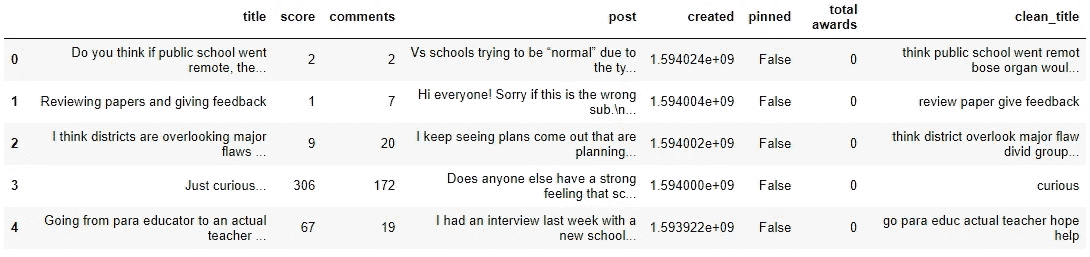 title score comments post created pinned total awards clean_title
0 Do you think if public school went remote, the... 2 2 Vs schools trying to be “normal” due to the ty... 1.594024e+09 False 0 think public school went remot bose organ woul...
1 Reviewing papers and giving feedback 1 7 Hi everyone! Sorry if this is the wrong sub.\n... 1.594004e+09 False 0 review paper give feedback
2 I think districts are overlooking major flaws ... 9 20 I keep seeing plans come out that are planning... 1.594002e+09 False 0 think district overlook major flaw divid group...
3 Just curious... 306 172 Does anyone else have a strong feeling that sc... 1.594000e+09 False 0 curious
4 Going from para educator to an actual teacher ... 67 19 I had an interview last week with a new school... 1.593922e+09 False 0 go para educ actual teacher hope help